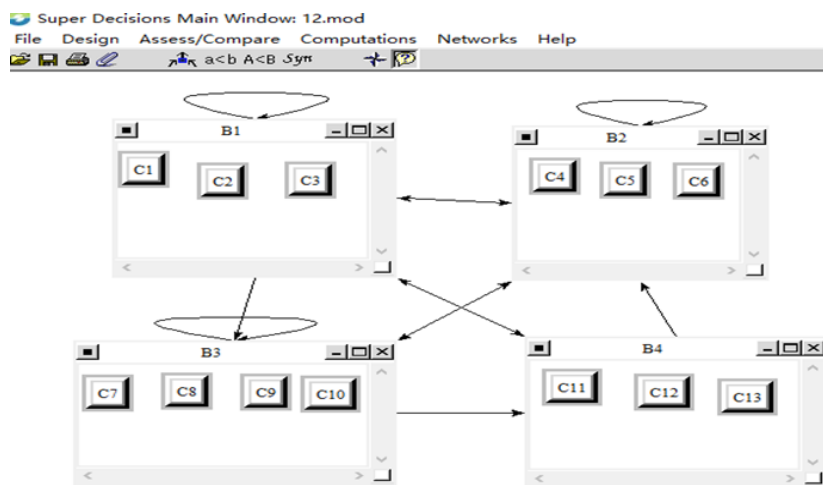 Super Decisions Main Window: 12.mod
File Design Assess/Compare Computations Networks Help
a<b A<B Syn
B1
C1 C2 C3
B2
C4 C5 C6
B3
C7 C8 C9 C10
B4
C11 C12 C13